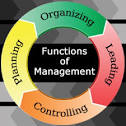 Organizing
Planning
Functions
of
Management
Leading
Controlling